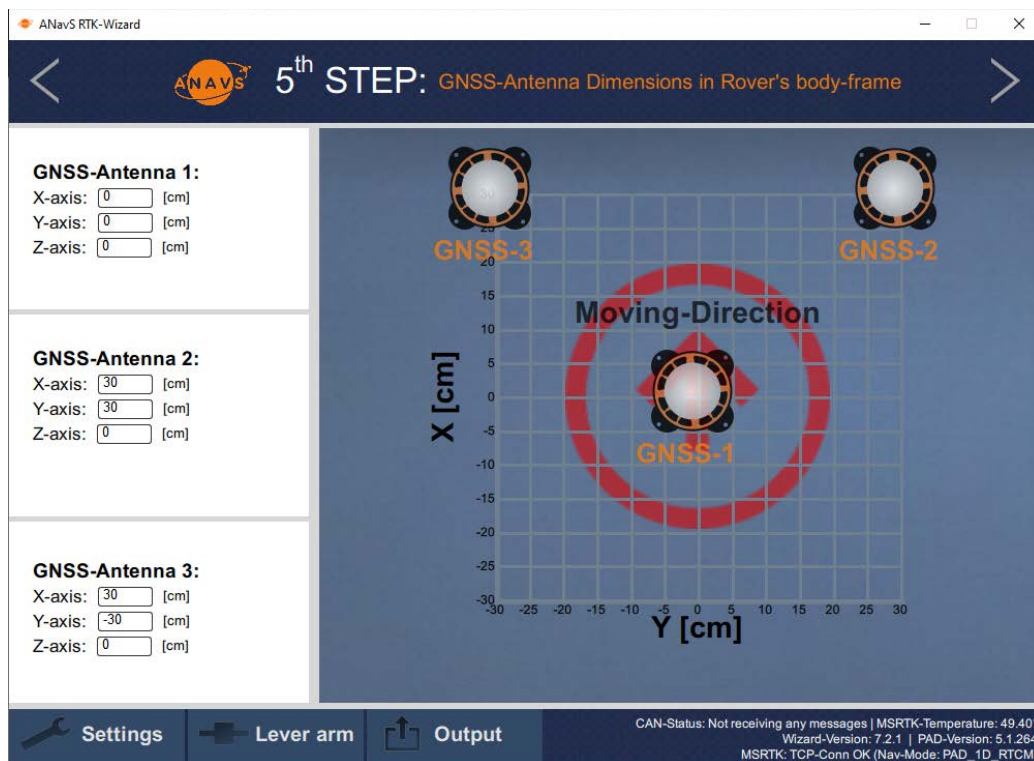 ANavS RTK-Wizard
ANAVS
5th STEP: GNSS-Antenna Dimensions in Rover's body-frame
GNSS-Antenna 1:
X-axis: 0 [cm]
Y-axis: 0 [cm]
Z-axis: 0 [cm]
GNSS-Antenna 2:
X-axis: 30 [cm]
Y-axis: 30 [cm]
Z-axis: 0 [cm]
GNSS-Antenna 3:
X-axis: 30 [cm]
Y-axis: -30 [cm]
Z-axis: 0 [cm]
30
GNSS-3
GNSS-2
25
20
15
Moving-Direction
10
5
X [cm]
0
-5
GNSS-1
-10
-15
-20
-25
-30
-30 -25 -20 -15 -10 -5 0 5 10 15 20 25 30
Y [cm]
Settings
Lever arm
Output
CAN-Status: Not receiving any messages | MSRTK-Temperature: 49.40°
Wizard-Version: 7.2.1 | PAD-Version: 5.1.264
MSRTK: TCP-Conn OK (Nav-Mode: PAD_1D_RTCM